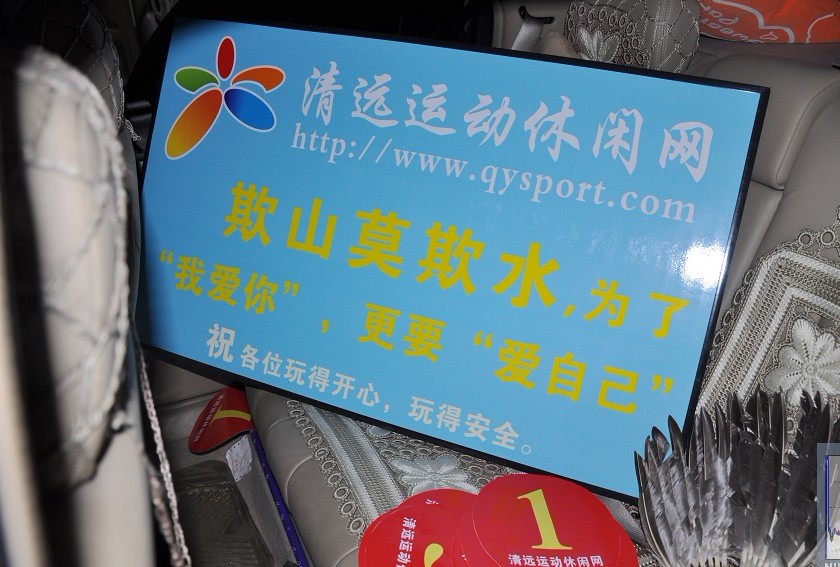 清远运动休闲网
http://www.qysport.com
欺山莫欺水,为了
“我爱你”，更要“爱自己”
祝各位玩得开心，玩得安全。
1
清远运动休闲网